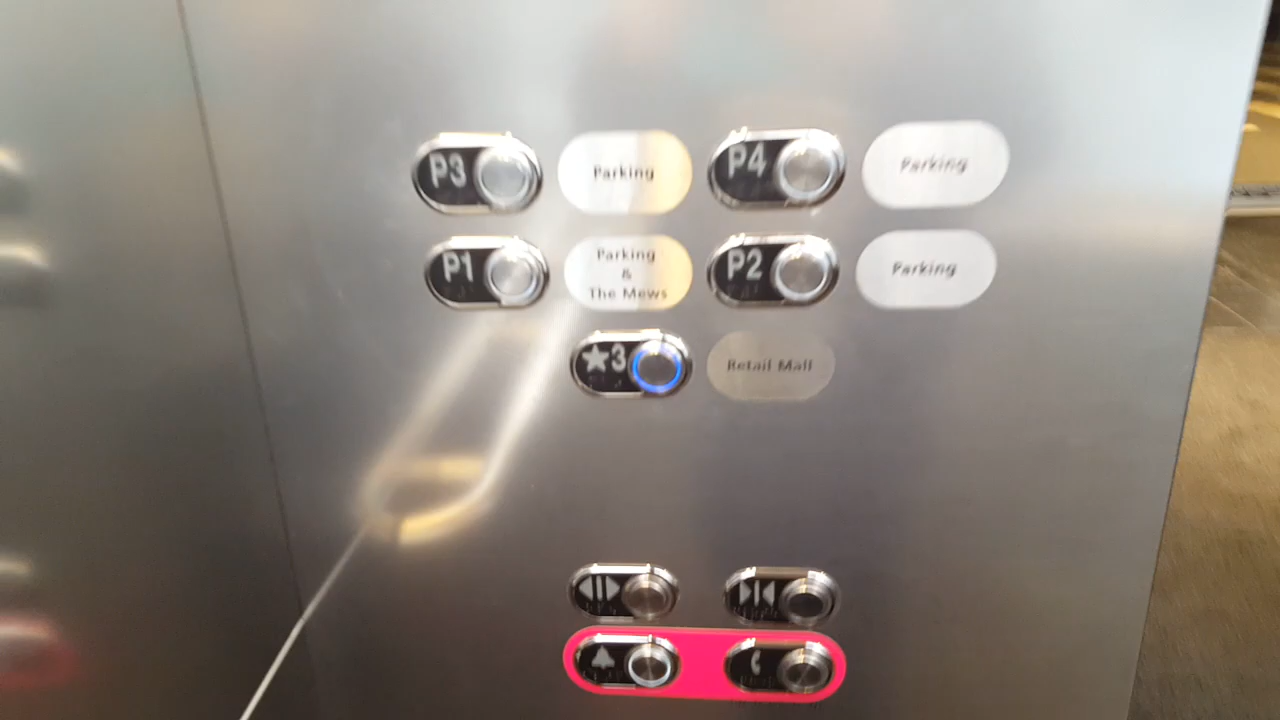 P3 Parking P4 Parking
P1 Parking
&
The Mews
P2 Parking
★3 Retail Mall